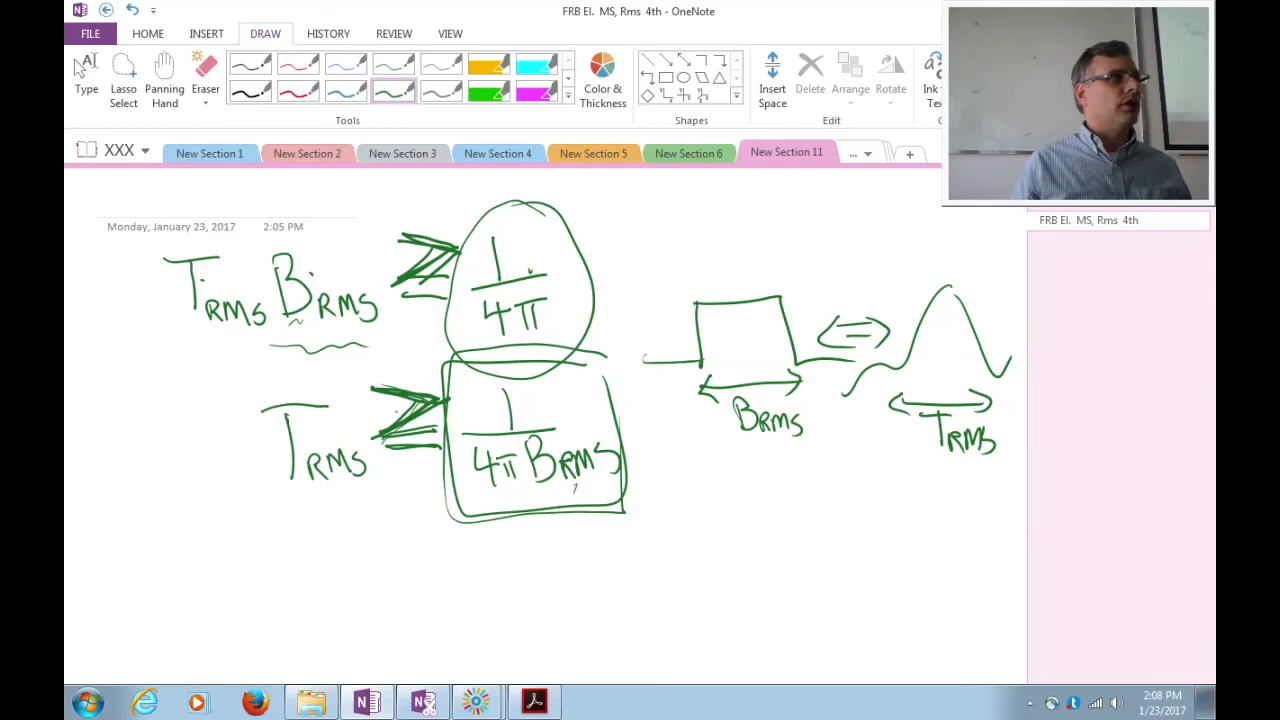 FRB El. MS, Rms 4th - OneNote
FILE HOME INSERT DRAW HISTORY REVIEW VIEW
Type
Lasso Select
Panning Hand
Eraser
Color & Thickness
Insert Space
Delete
Arrange
Rotate
Ink to
Tools
Shapes
Edit
XXX New Section 1 New Section 2 New Section 3 New Section 4 New Section 5 New Section 6 New Section 11 ...
FRB El. MS, Rms 4th
Monday, January 23, 2017 2:05 PM
TRMS BRMS ≥ 1/4π
TRMS ≥ 1/4π BRMS
⇔
BRMS
TRMS
2:08 PM
1/23/2017